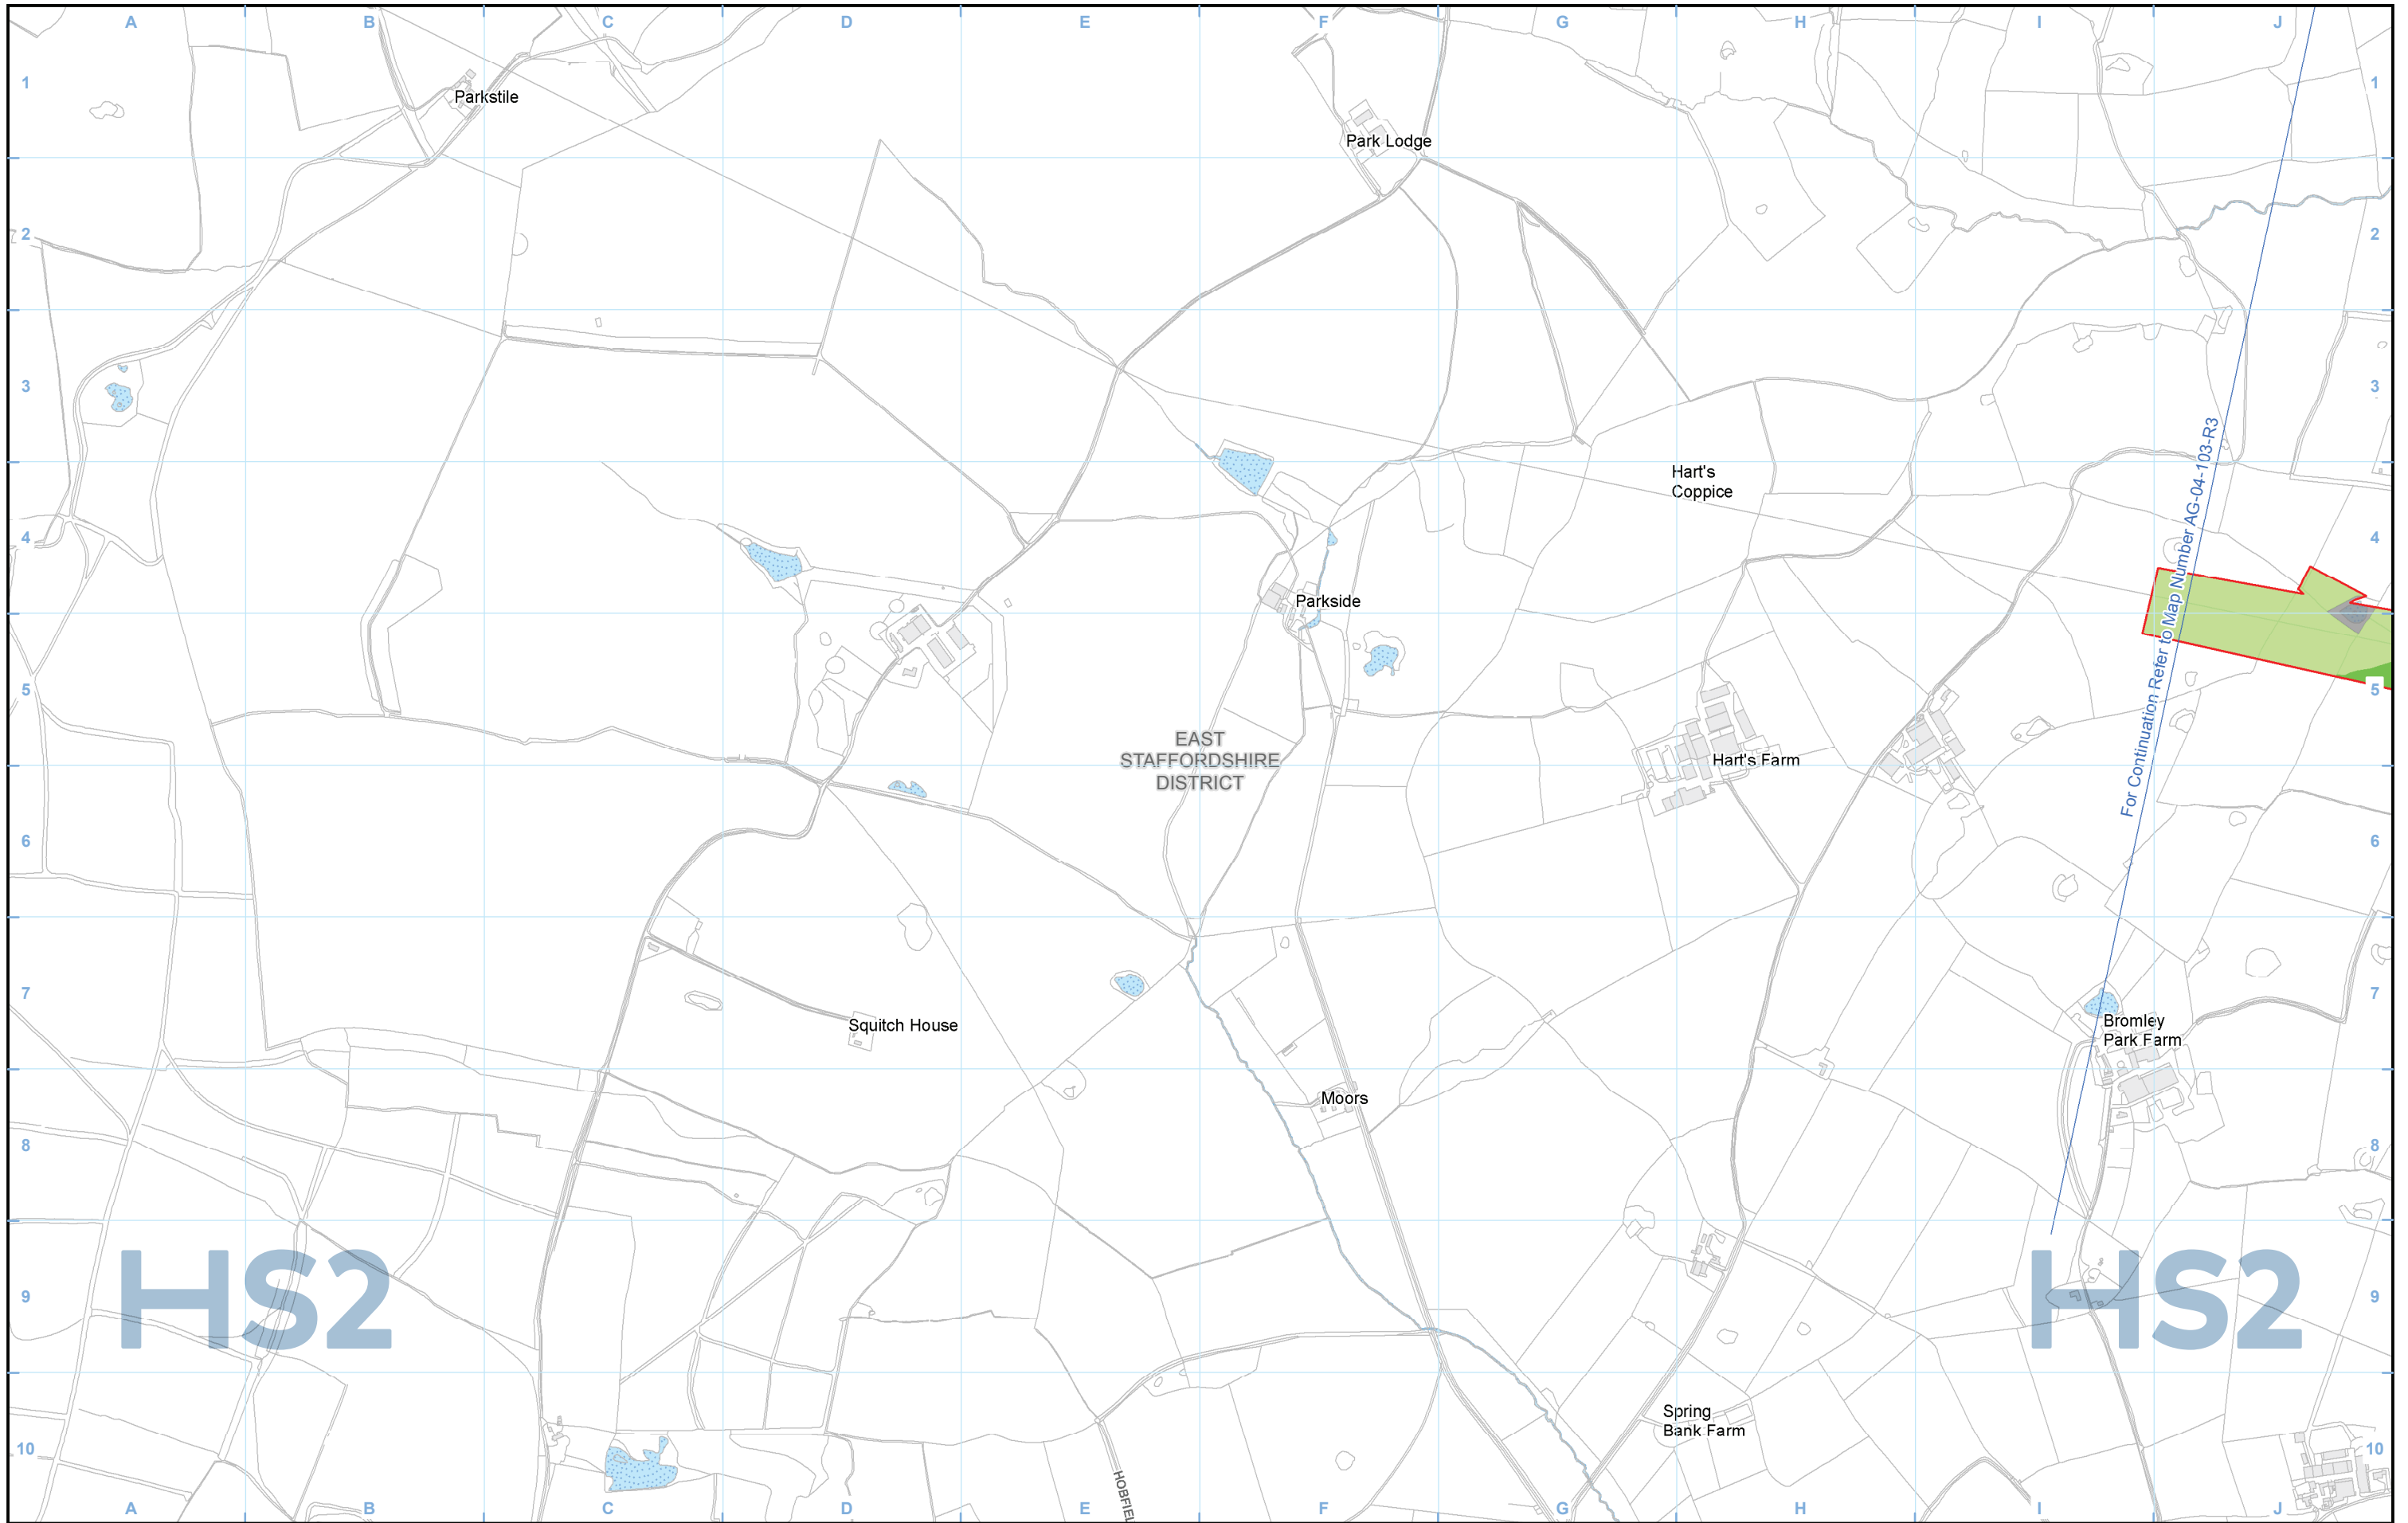 A B C D E F G H I J
1 1
Parkstile
Park Lodge
2 2
3 3
Hart's
Coppice
For Continuation Refer to Map Number AG-04-103-R3
4 4
Parkside
5 5
EAST
STAFFORDSHIRE
DISTRICT
Hart's Farm
6 6
7 7
Squitch House
Bromley
Park Farm
Moors
8 8
HS2 HS2
9 9
Spring
Bank Farm
10 10
HOBFIEL
A B C D E F G H I J